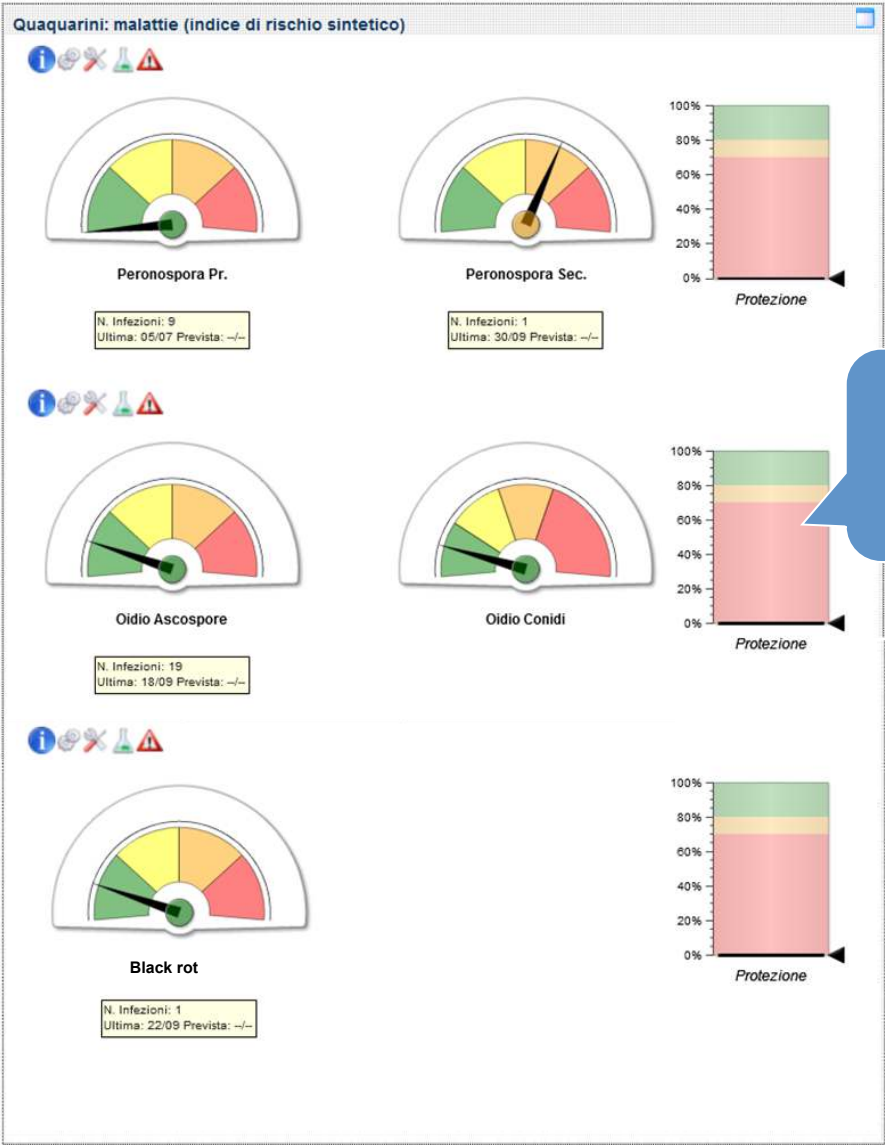 Quaquarini: malattie (indice di rischio sintetico)
100%
80%
60%
40%
20%
0%
Peronospora Pr.
Peronospora Sec.
Protezione
N. Infezioni: 9
Ultima: 05/07 Prevista: --/--
N. Infezioni: 1
Ultima: 30/09 Prevista: --/--
100%
80%
60%
40%
20%
0%
Oidio Ascospore
Oidio Conidi
Protezione
N. Infezioni: 19
Ultima: 18/09 Prevista: --/--
100%
80%
60%
40%
20%
0%
Black rot
Protezione
N. Infezioni: 1
Ultima: 22/09 Prevista: --/--